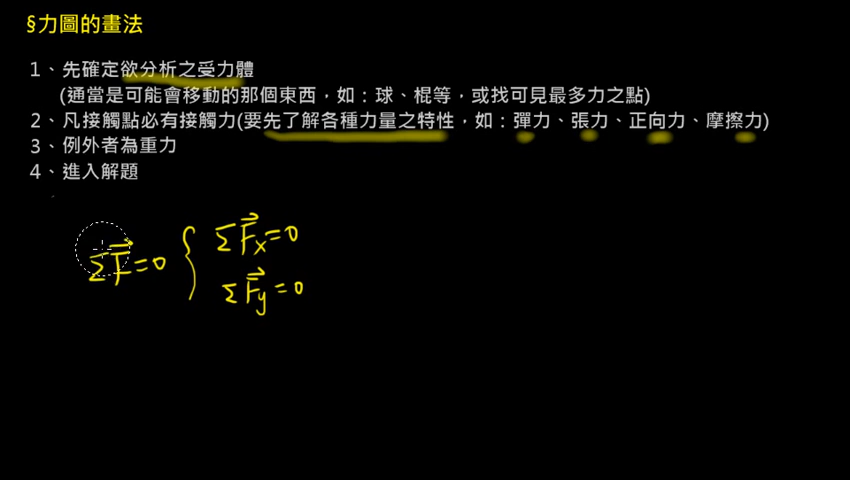 §力圖的畫法
1、先確定欲分析之受力體
(通當是可能會移動的那個東西，如：球、棍等，或找可見最多力之點)
2、凡接觸點必有接觸力(要先了解各種力量之特性，如：彈力、張力、正向力、摩擦力)
3、例外者為重力
4、進入解題
ΣF⃗=0 { ΣF⃗x=0
ΣF⃗y=0